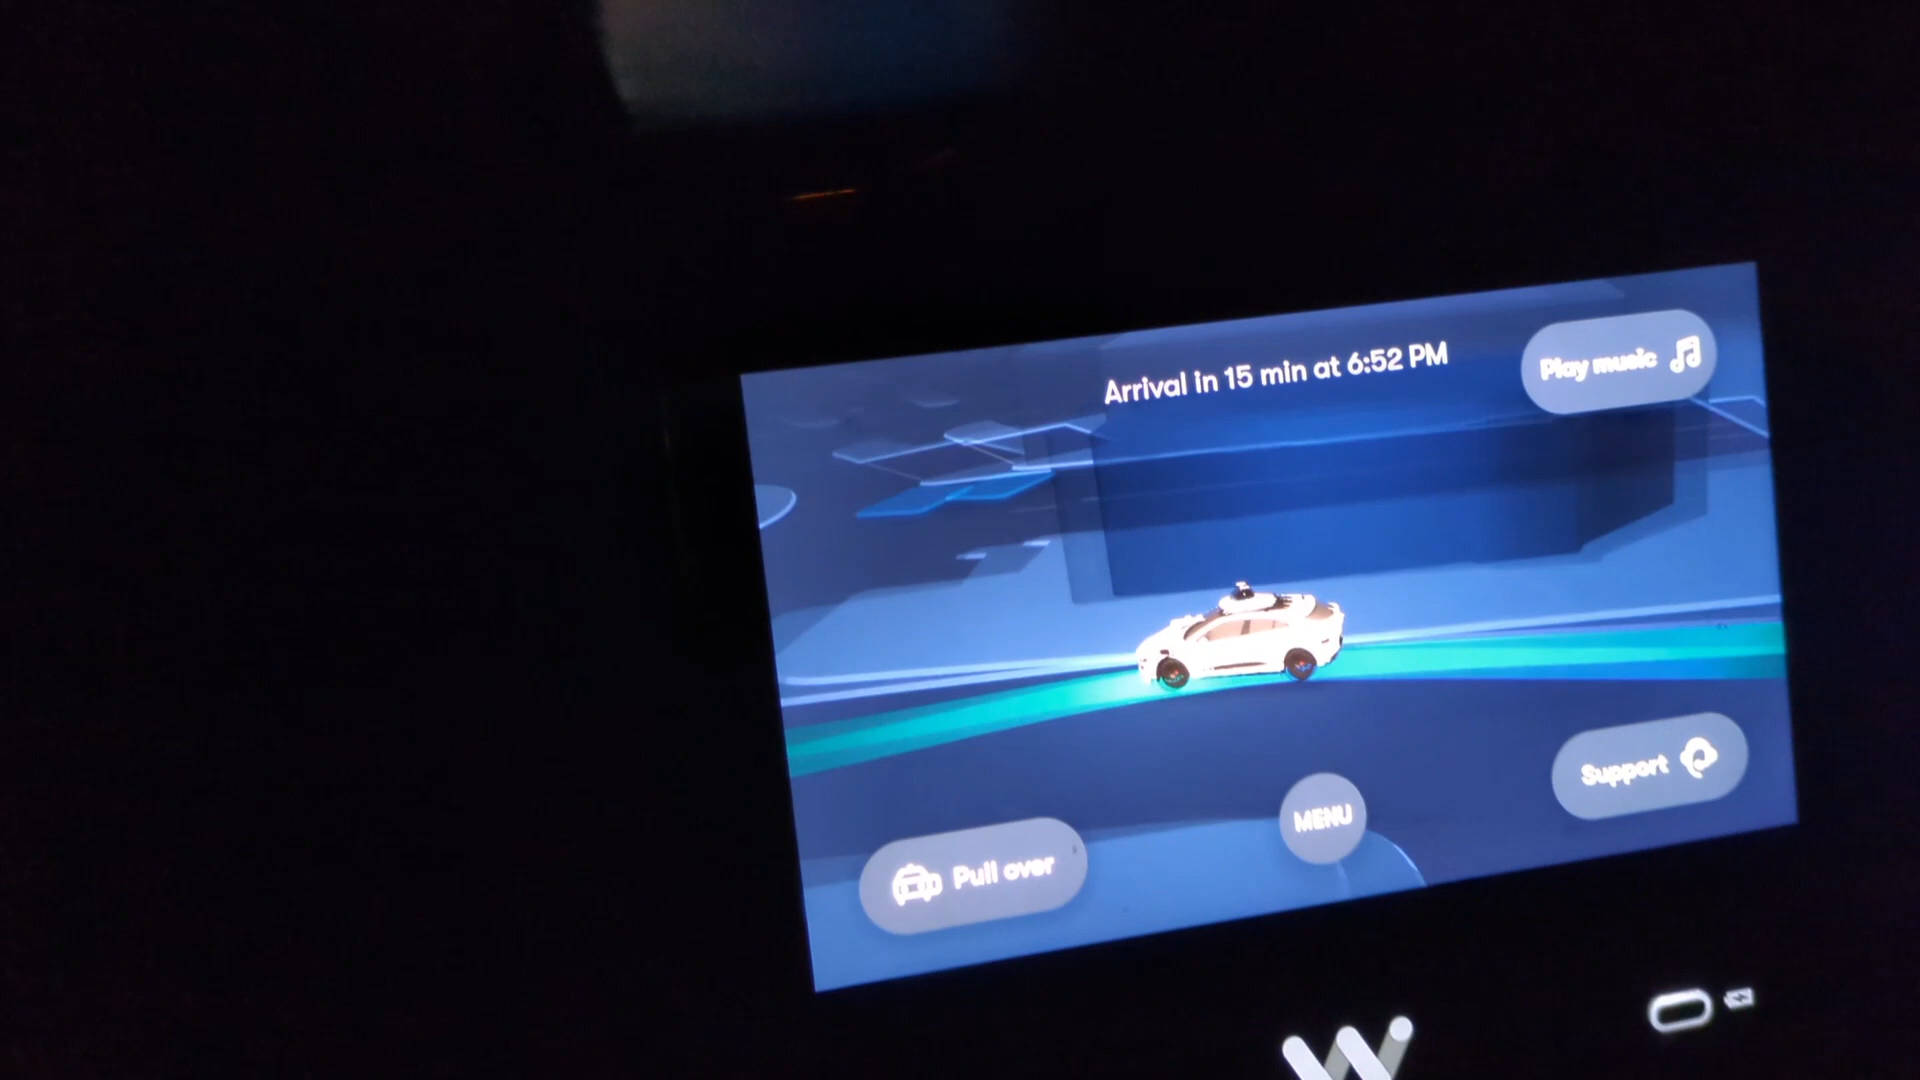 Arrival in 15 min at 6:52 PM
Play music
Support
MENU
Pull over